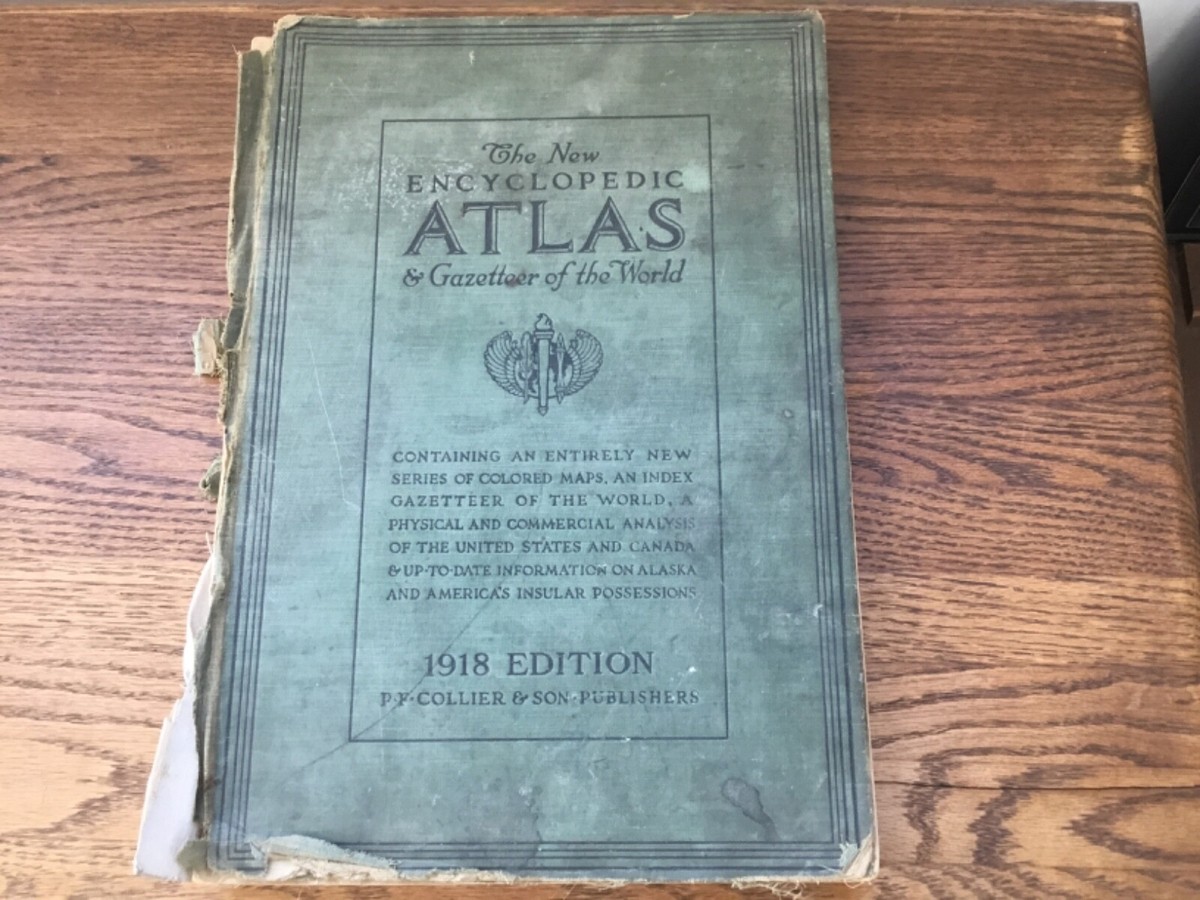 The New
ENCYCLOPEDIC
ATLAS
& Gazetteer of the World
CONTAINING AN ENTIRELY NEW
SERIES OF COLORED MAPS, AN INDEX
GAZETTEER OF THE WORLD, A
PHYSICAL AND COMMERCIAL ANALYSIS
OF THE UNITED STATES AND CANADA
& UP·TO·DATE INFORMATION ON ALASKA
AND AMERICA'S INSULAR POSSESSIONS
1918 EDITION
P·F·COLLIER & SON·PUBLISHERS